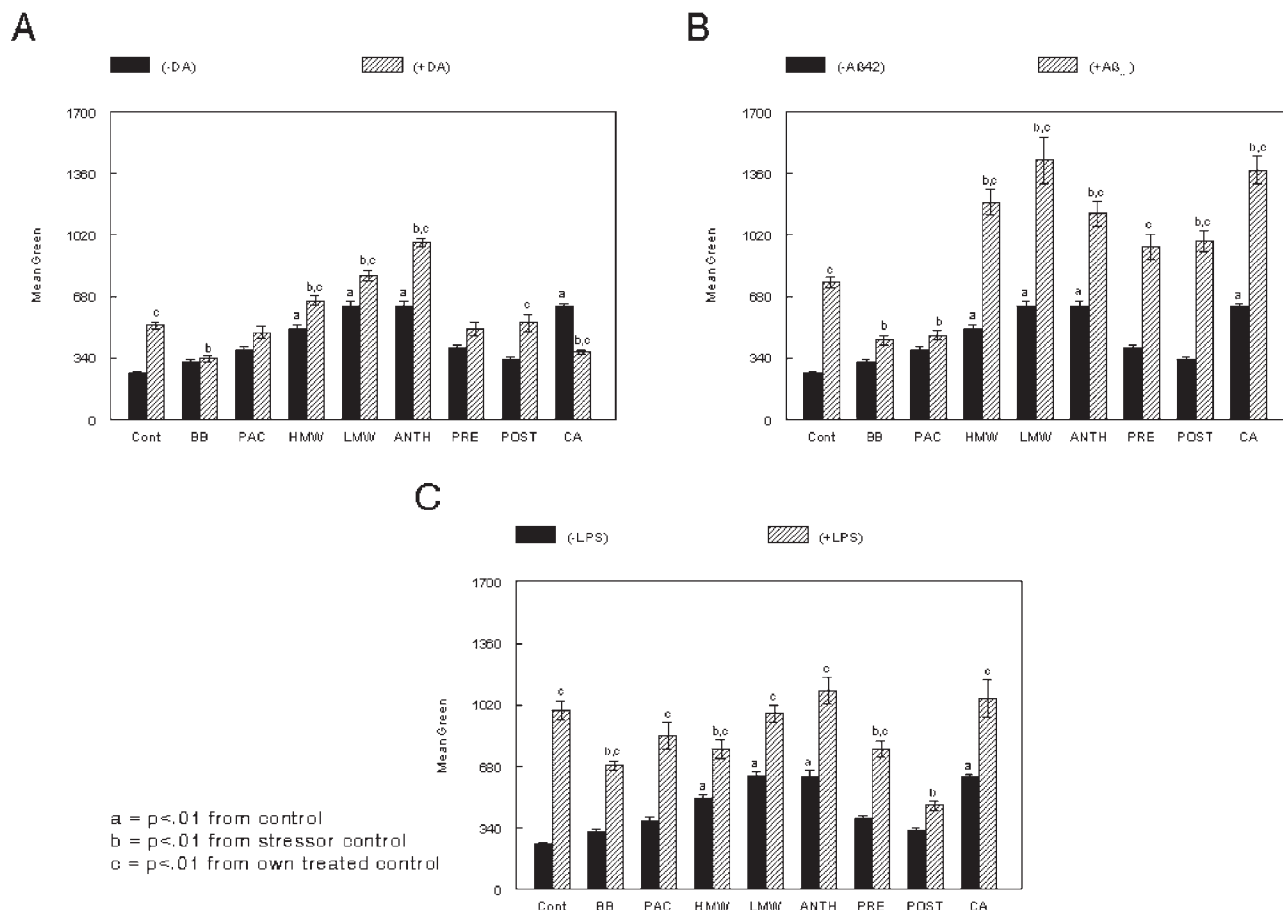 A
(-DA) (+DA)
1700
1360
1020
680
340
0
Mean Green
c
b
b,c
a
b,c
a
b,c
a
c
a
b,c
Cont BB PAC HMW LMW ANTH PRE POST CA
B
(-Aß42) (+Aß
1700
1360
1020
680
340
0
Mean Green
c
b
b
a
b,c
a
b,c
a
b,c
c
b,c
a
b,c
Cont BB PAC HMW LMW ANTH PRE POST CA
C
(-LPS) (+LPS)
1700
1360
1020
680
340
0
Mean Green
c
b,c
c
a
b,c
a
c
a
c
b,c
b
a
c
Cont BB PAC HMW LMW ANTH PRE POST CA
a = p<.01 from control
b = p<.01 from stressor control
c = p<.01 from own treated control